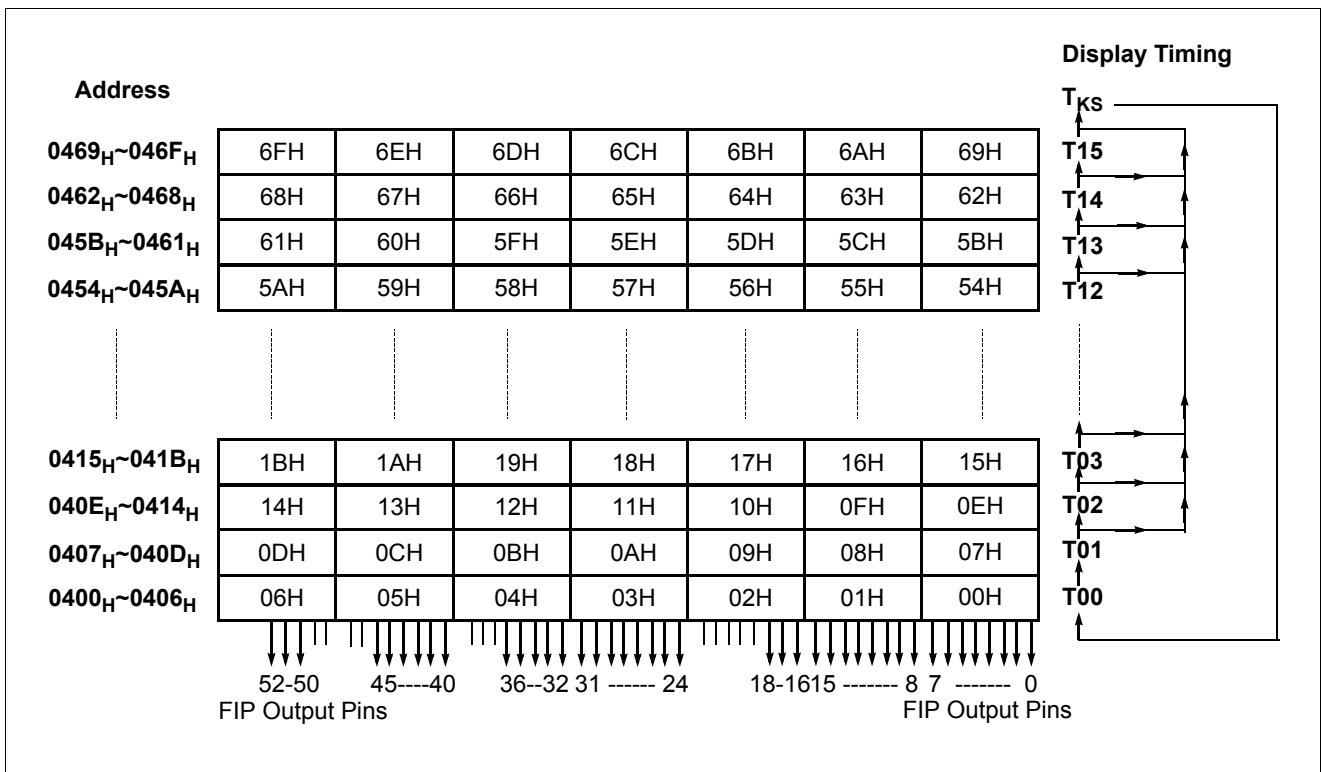 Display Timing
Address
TKS
0469H~046FH 6FH 6EH 6DH 6CH 6BH 6AH 69H T15
0462H~0468H 68H 67H 66H 65H 64H 63H 62H T14
045BH~0461H 61H 60H 5FH 5EH 5DH 5CH 5BH T13
0454H~045AH 5AH 59H 58H 57H 56H 55H 54H T12
0415H~041BH 1BH 1AH 19H 18H 17H 16H 15H T03
040EH~0414H 14H 13H 12H 11H 10H 0FH 0EH T02
0407H~040DH 0DH 0CH 0BH 0AH 09H 08H 07H T01
0400H~0406H 06H 05H 04H 03H 02H 01H 00H T00
52-50 45----40 36--32 31 ------ 24 18-1615 ------- 8 7 ------- 0
FIP Output Pins FIP Output Pins